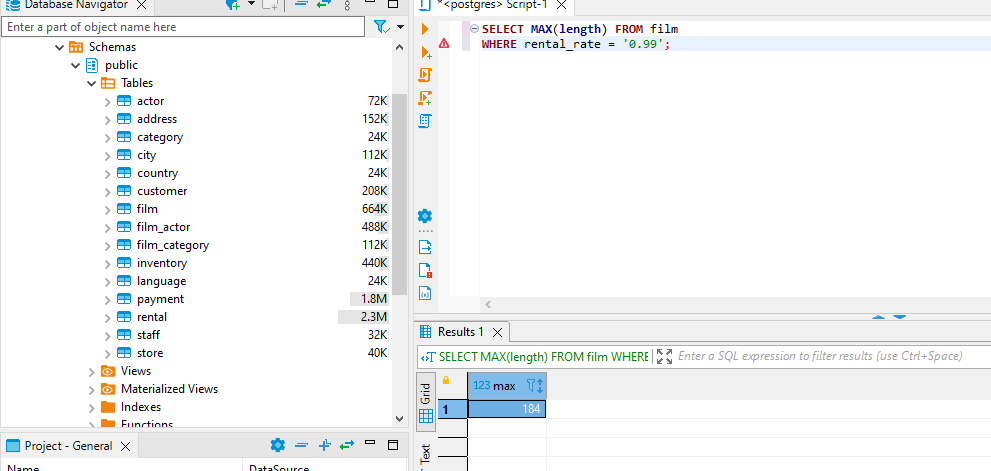 Database Navigator
*<postgres> Script-1
Enter a part of object name here
Schemas
public
Tables
actor 72K
address 152K
category 24K
city 112K
country 24K
customer 208K
film 664K
film_actor 488K
film_category 112K
inventory 440K
language 24K
payment 1.8M
rental 2.3M
staff 32K
store 40K
Views
Materialized Views
Indexes
Functions
Project - General
Name DataSource
SELECT MAX(length) FROM film
WHERE rental_rate = '0.99';
Results 1
SELECT MAX(length) FROM film WHERE
Enter a SQL expression to filter results (use Ctrl+Space)
Grid
Text
123 max
1 184